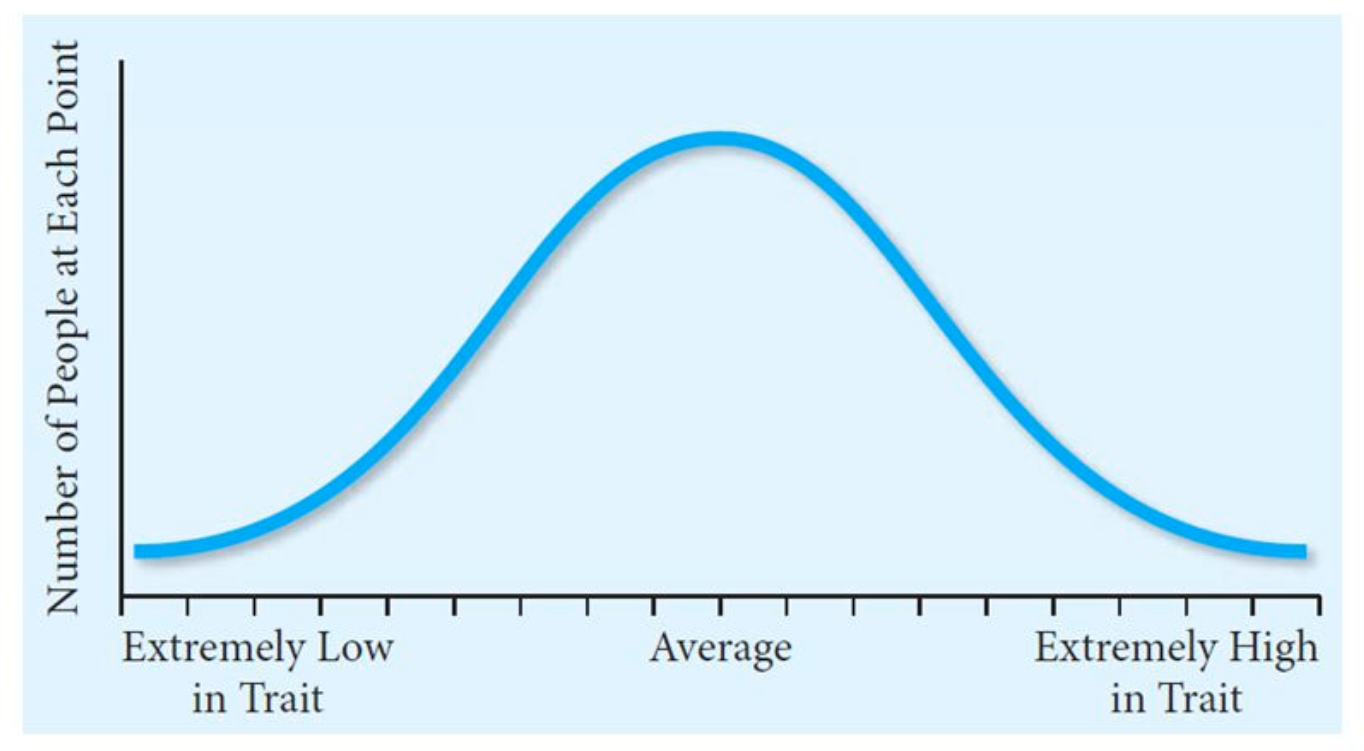 Number of People at Each Point
Extremely Low
in Trait
Average
Extremely High
in Trait